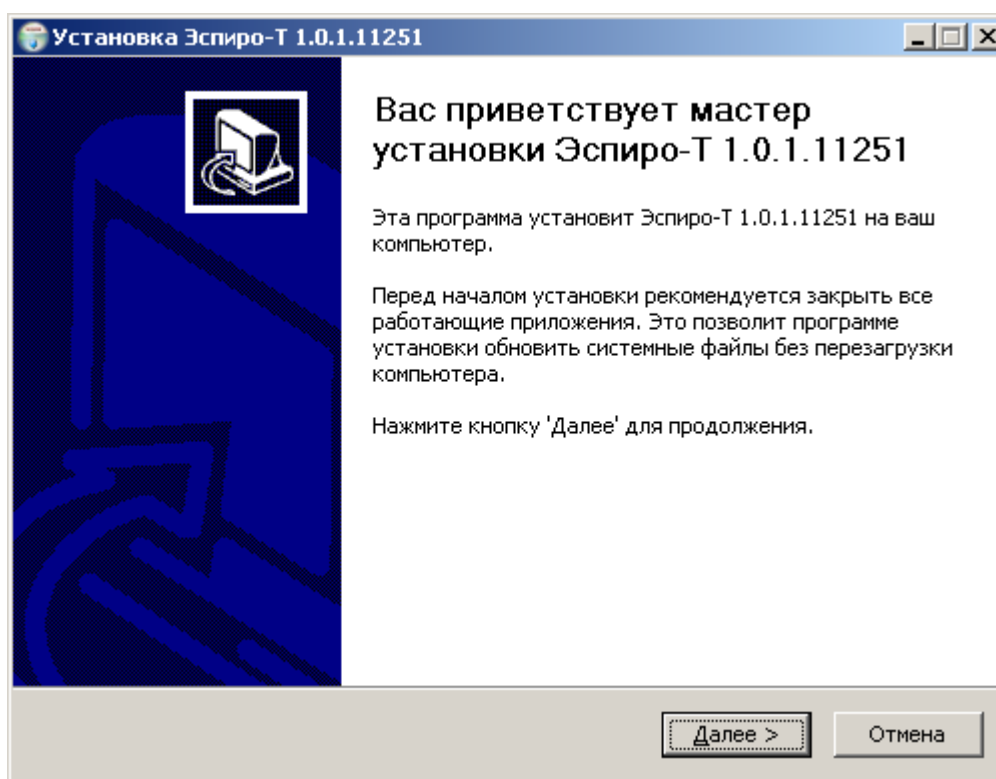 Установка Эспиро-Т 1.0.1.11251
Вас приветствует мастер
установки Эспиро-Т 1.0.1.11251
Эта программа установит Эспиро-Т 1.0.1.11251 на ваш
компьютер.
Перед началом установки рекомендуется закрыть все
работающие приложения. Это позволит программе
установки обновить системные файлы без перезагрузки
компьютера.
Нажмите кнопку 'Далее' для продолжения.
Далее >
Отмена